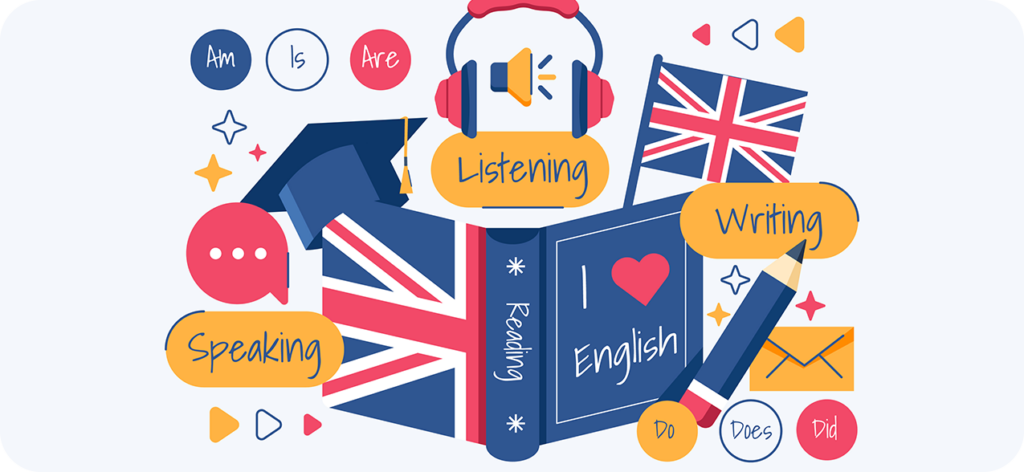 Am
Is
Are
Listening
Writing
Reading
I
English
Speaking
Do
Does
Did